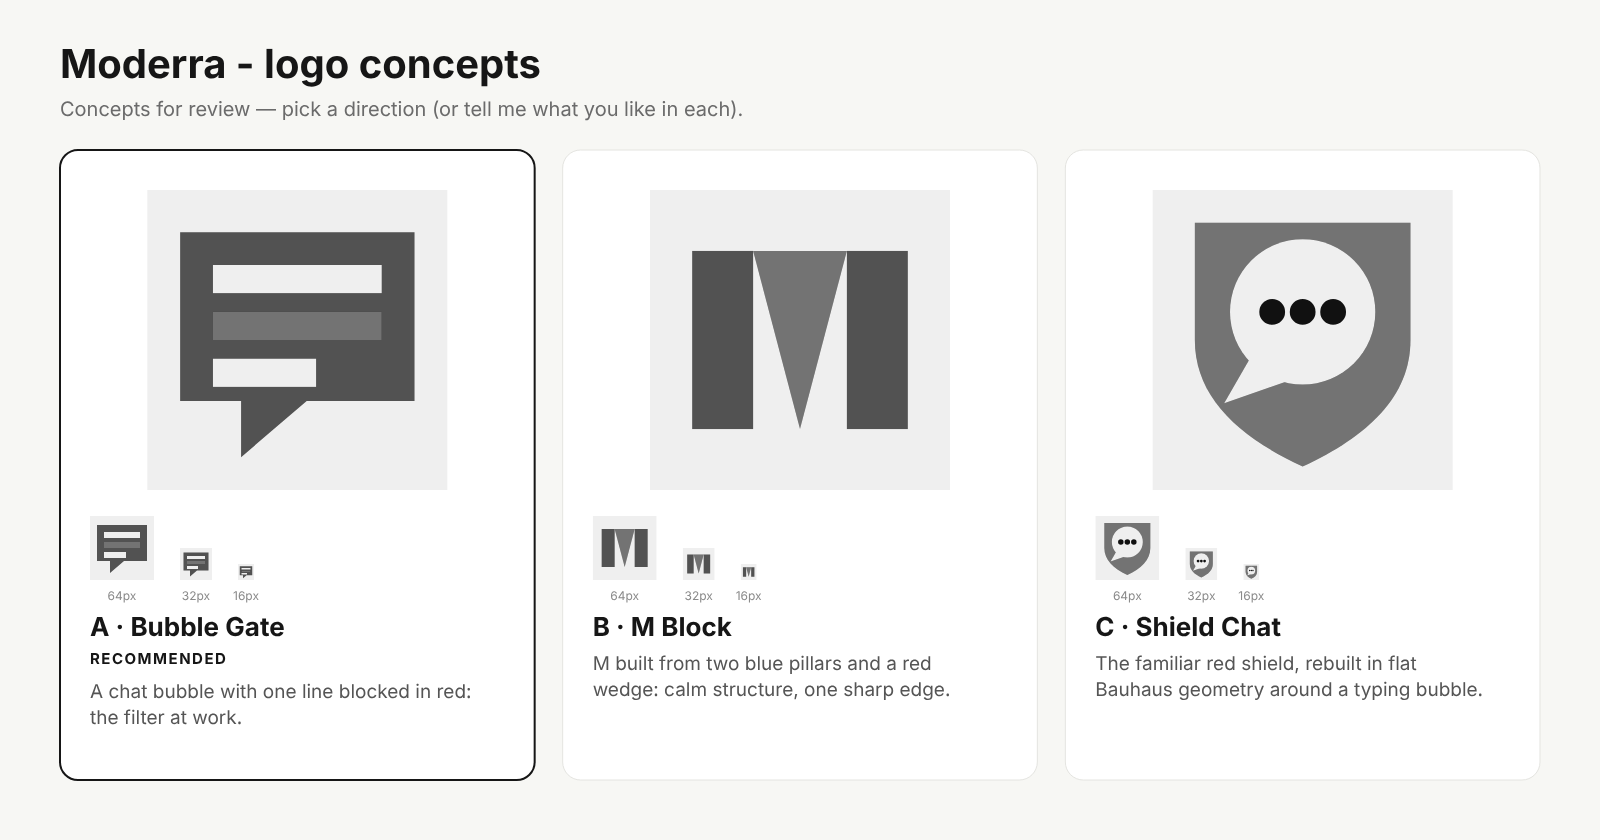 Moderra - logo concepts
Concepts for review — pick a direction (or tell me what you like in each).
64px 32px 16px
A · Bubble Gate
RECOMMENDED
A chat bubble with one line blocked in red:
the filter at work.
64px 32px 16px
B · M Block
M built from two blue pillars and a red
wedge: calm structure, one sharp edge.
64px 32px 16px
C · Shield Chat
The familiar red shield, rebuilt in flat
Bauhaus geometry around a typing bubble.